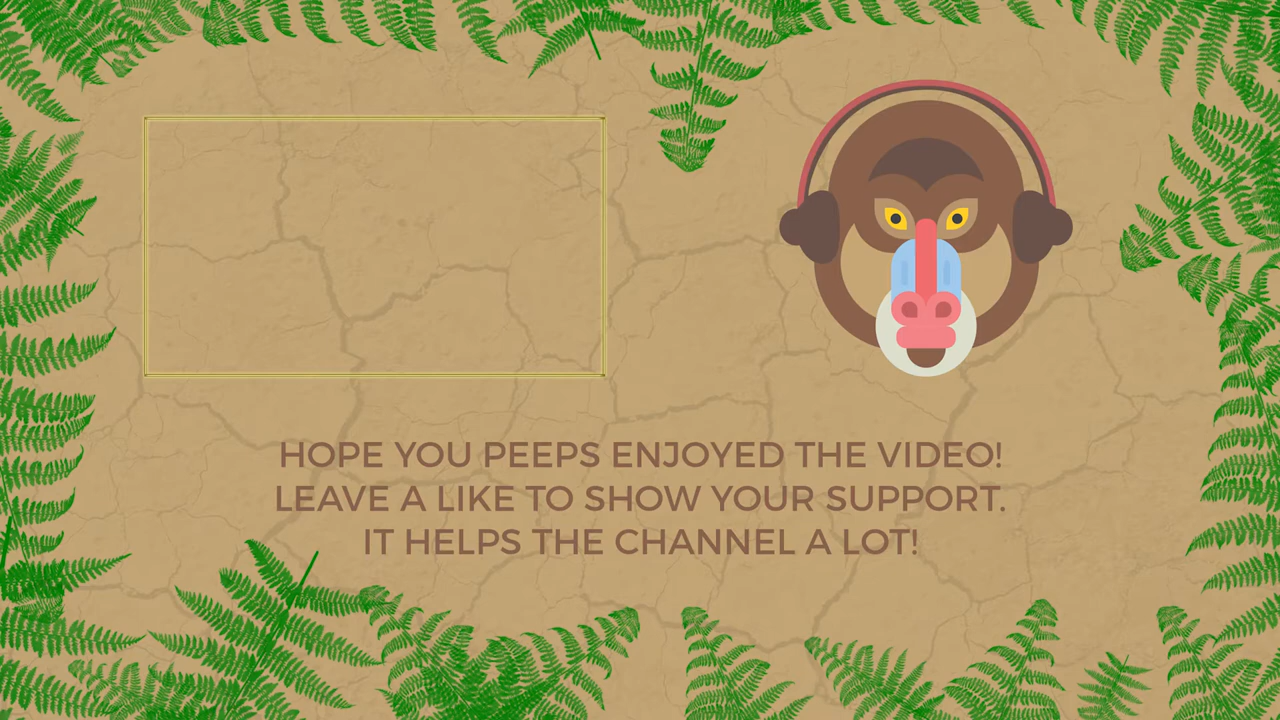 HOPE YOU PEEPS ENJOYED THE VIDEO!
LEAVE A LIKE TO SHOW YOUR SUPPORT.
IT HELPS THE CHANNEL A LOT!